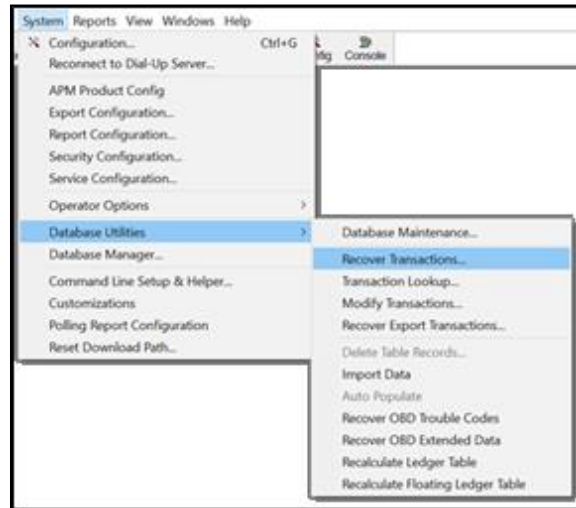 System Reports View Windows Help
Configuration... Ctrl+G
Reconnect to Dial-Up Server...
Console
APM Product Config
Export Configuration...
Report Configuration...
Security Configuration...
Service Configuration...
Operator Options
Database Utilities
Database Manager...
Command Line Setup & Helper...
Customizations
Polling Report Configuration
Reset Download Path...
Database Maintenance...
Recover Transactions...
Transaction Lookup...
Modify Transactions...
Recover Export Transactions...
Delete Table Records...
Import Data
Auto Populate
Recover OBD Trouble Codes
Recover OBD Extended Data
Recalculate Ledger Table
Recalculate Floating Ledger Table